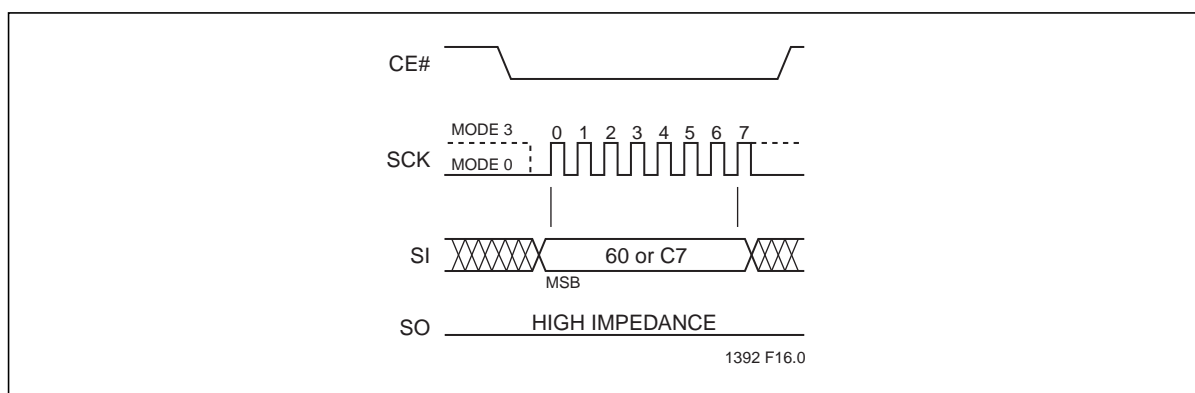 CE#
MODE 3
0 1 2 3 4 5 6 7
SCK
MODE 0
SI
60 or C7
MSB
SO
HIGH IMPEDANCE
1392 F16.0